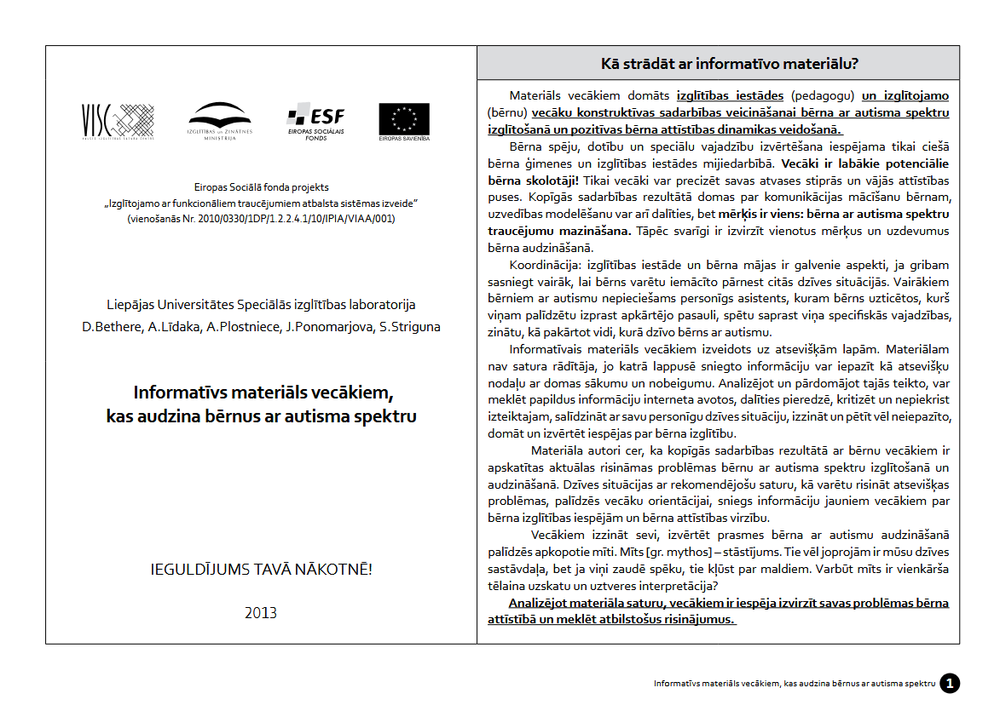 VISC
VALSTS IZGLĪTĪBAS SATURA CENTRS
IZGLĪTĪBAS UN ZINĀTNES
MINISTRIJA
ESF
EIROPAS SOCIĀLAIS
FONDS
EIROPAS SAVIENĪBA
Eiropas Sociālā fonda projekts
„Izglītojamo ar funkcionāliem traucējumiem atbalsta sistēmas izveide”
(vienošanās Nr. 2010/0330/1DP/1.2.2.4.1/10/IPIA/VIAA/001)
Liepājas Universitātes Speciālās izglītības laboratorija
D.Bethere, A.Līdaka, A.Plostniece, J.Ponomarjova, S.Striguna
Informatīvs materiāls vecākiem,
kas audzina bērnus ar autisma spektru
IEGULDĪJUMS TAVĀ NĀKOTNĒ!
2013
Kā strādāt ar informatīvo materiālu?
Materiāls vecākiem domāts izglītības iestādes (pedagogu) un izglītojamo
(bērnu) vecāku konstruktīvas sadarbības veicināšanai bērna ar autisma spektru
izglītošanā un pozitīvas bērna attīstības dinamikas veidošanā.
Bērna spēju, dotību un speciālu vajadzību izvērtēšana iespējama tikai ciešā
bērna ģimenes un izglītības iestādes mijiedarbībā. Vecāki ir labākie potenciālie
bērna skolotāji! Tikai vecāki var precizēt savas atvases stiprās un vājās attīstības
puses. Kopīgās sadarbības rezultātā domas par komunikācijas mācīšanu bērnam,
uzvedības modelēšanu var arī dalīties, bet mērķis ir viens: bērna ar autisma spektru
traucējumu mazināšana. Tāpēc svarīgi ir izvirzīt vienotus mērķus un uzdevumus
bērna audzināšanā.
Koordinācija: izglītības iestāde un bērna mājas ir galvenie aspekti, ja gribam
sasniegt vairāk, lai bērns varētu iemācīto pārnest citās dzīves situācijās. Vairākiem
bērniem ar autismu nepieciešams personīgs asistents, kuram bērns uzticētos, kurš
viņam palīdzētu izprast apkārtējo pasauli, spētu saprast viņa specifiskās vajadzības,
zinātu, kā pakārtot vidi, kurā dzīvo bērns ar autismu.
Informatīvais materiāls vecākiem izveidots uz atsevišķām lapām. Materiālam
nav satura rādītāja, jo katrā lappusē sniegto informāciju var iepazīt kā atsevišķu
nodaļu ar domas sākumu un nobeigumu. Analizējot un pārdomājot tajās teikto, var
meklēt papildus informāciju interneta avotos, dalīties pieredzē, kritizēt un nepiekrist
izteiktajam, salīdzināt ar savu personīgu dzīves situāciju, izzināt un pētīt vēl neiepazīto,
domāt un izvērtēt iespējas par bērna izglītību.
Materiāla autori cer, ka kopīgās sadarbības rezultātā ar bērnu vecākiem ir
apskatītas aktuālas risināmas problēmas bērnu ar autisma spektru izglītošanā un
audzināšanā. Dzīves situācijas ar rekomendējošu saturu, kā varētu risināt atsevišķas
problēmas, palīdzēs vecāku orientācijai, sniegs informāciju jauniem vecākiem par
bērna izglītības iespējām un bērna attīstības virzību.
Vecākiem izzināt sevi, izvērtēt prasmes bērna ar autismu audzināšanā
palīdzēs apkopotie mīti. Mīts [gr. mythos] – stāstījums. Tie vēl joprojām ir mūsu dzīves
sastāvdaļa, bet ja viņi zaudē spēku, tie kļūst par maldiem. Varbūt mīts ir vienkārša
tēlaina uzskatu un uztveres interpretācija?
Analizējot materiāla saturu, vecākiem ir iespēja izvirzīt savas problēmas bērna
attīstībā un meklēt atbilstošus risinājumus.
Informatīvs materiāls vecākiem, kas audzina bērnus ar autisma spektru 1